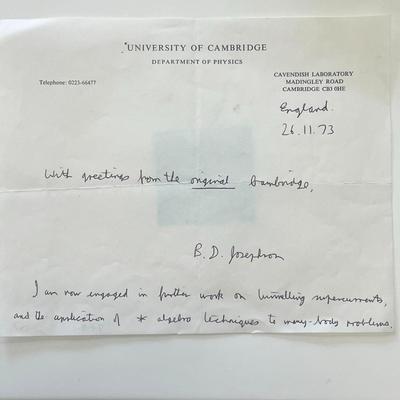 UNIVERSITY OF CAMBRIDGE
DEPARTMENT OF PHYSICS
Telephone: 0223-66477
CAVENDISH LABORATORY
MADINGLEY ROAD
CAMBRIDGE CB3 0HE
England.
26.11.73
With greetings from the original Cambridge,
B. D. Josephson
I am now engaged in further work on tunnelling supercurrents,
and the application of * algebra techniques to many-body problems.